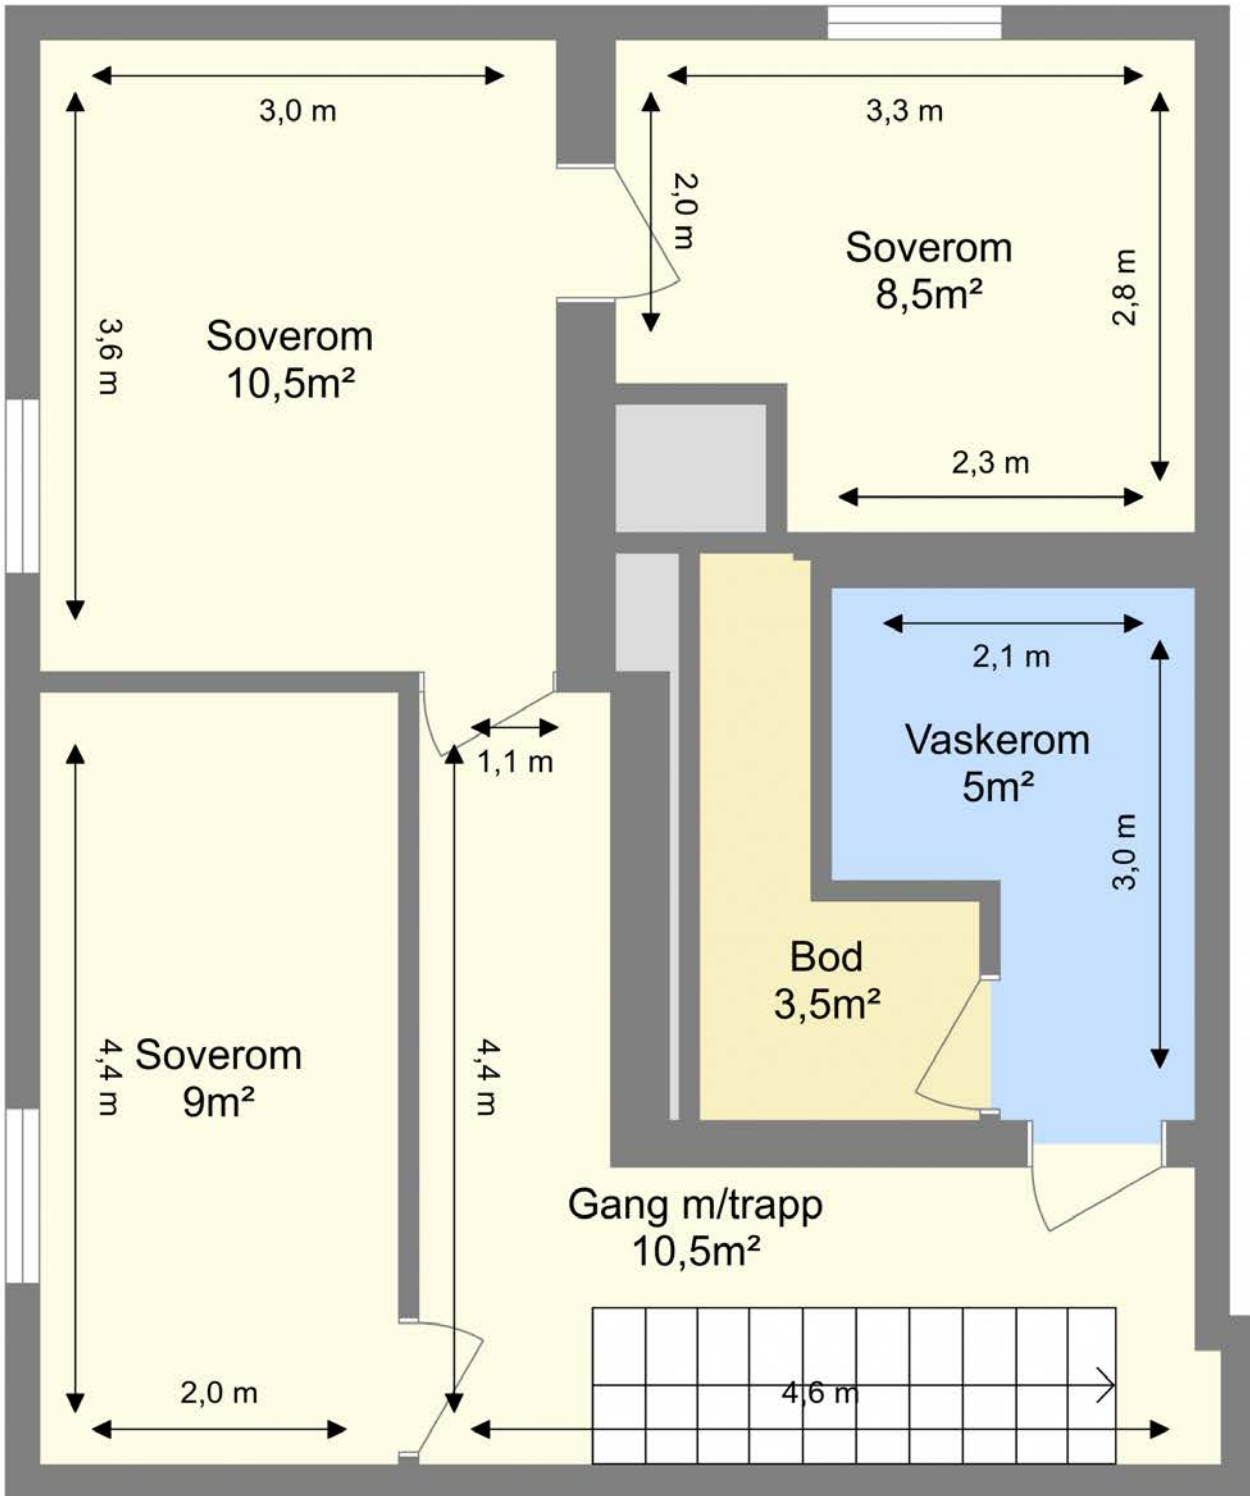 3,0 m
3,3 m
2,0 m
Soverom
8,5m²
2,8 m
3,6 m
Soverom
10,5m²
2,3 m
2,1 m
1,1 m
Vaskerom
5m²
3,0 m
Bod
3,5m²
4,4 m
Soverom
9m²
4,4 m
Gang m/trapp
10,5m²
2,0 m
4,6 m